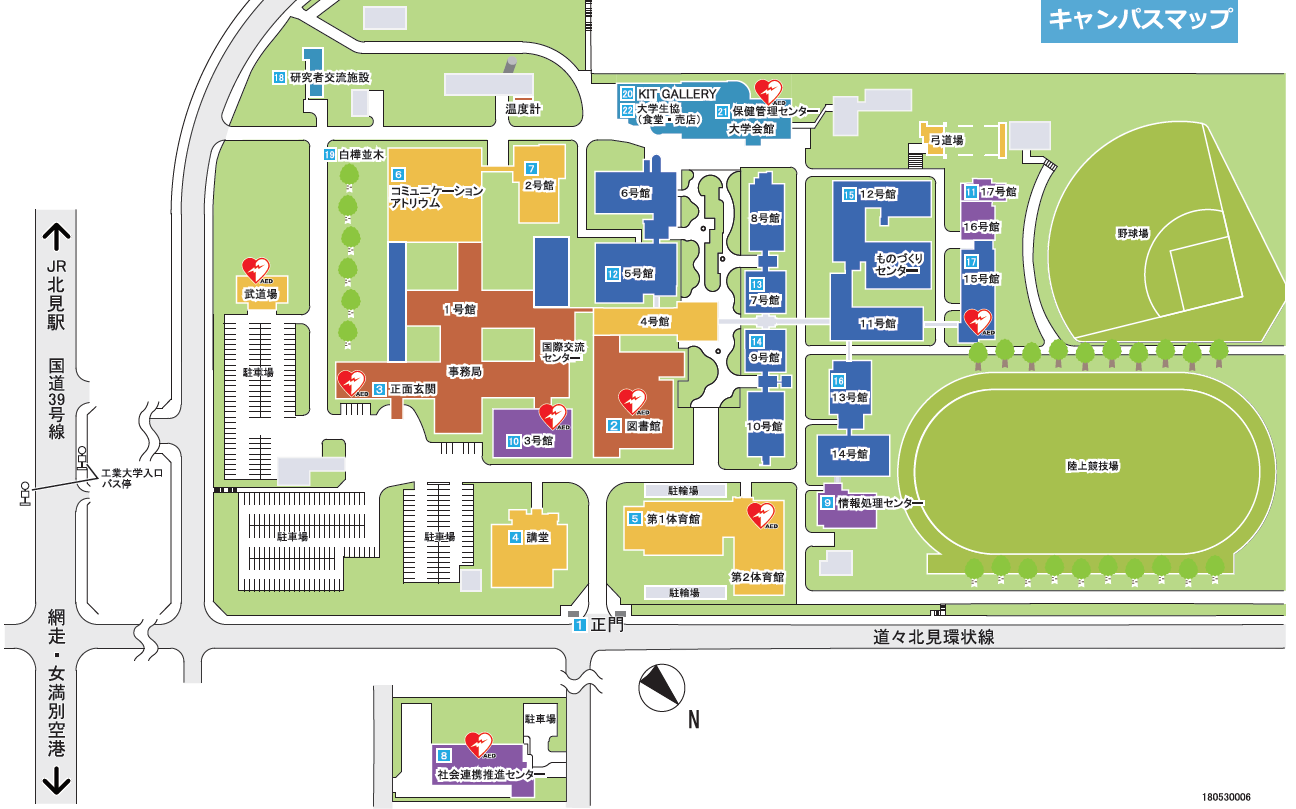 キャンパスマップ
18 研究者交流施設
温度計
20 KIT GALLERY
22 大学生協
(食堂・売店)
21 保健管理センター
AED
大学会館
弓道場
19 白樺並木
6
コミュニケーション
アトリウム
7
2号館
6号館
8号館
15 12号館
11 17号館
16号館
野球場
JR北見駅
国道39号線
AED
武道場
12 5号館
13
7号館
ものづくり
センター
17
15号館
AED
1号館
4号館
11号館
国際交流
センター
14
9号館
駐車場
事務局
AED
3 正面玄関
16
13号館
AED
2 図書館
AED
10 3号館
10号館
14号館
陸上競技場
工業大学入口
バス停
駐輪場
9 情報処理センター
駐車場
駐車場
4 講堂
5 第1体育館
AED
第2体育館
駐輪場
1 正門
道々北見環状線
網走・女満別空港
N
駐車場
8
AED
社会連携推進センター
180530006